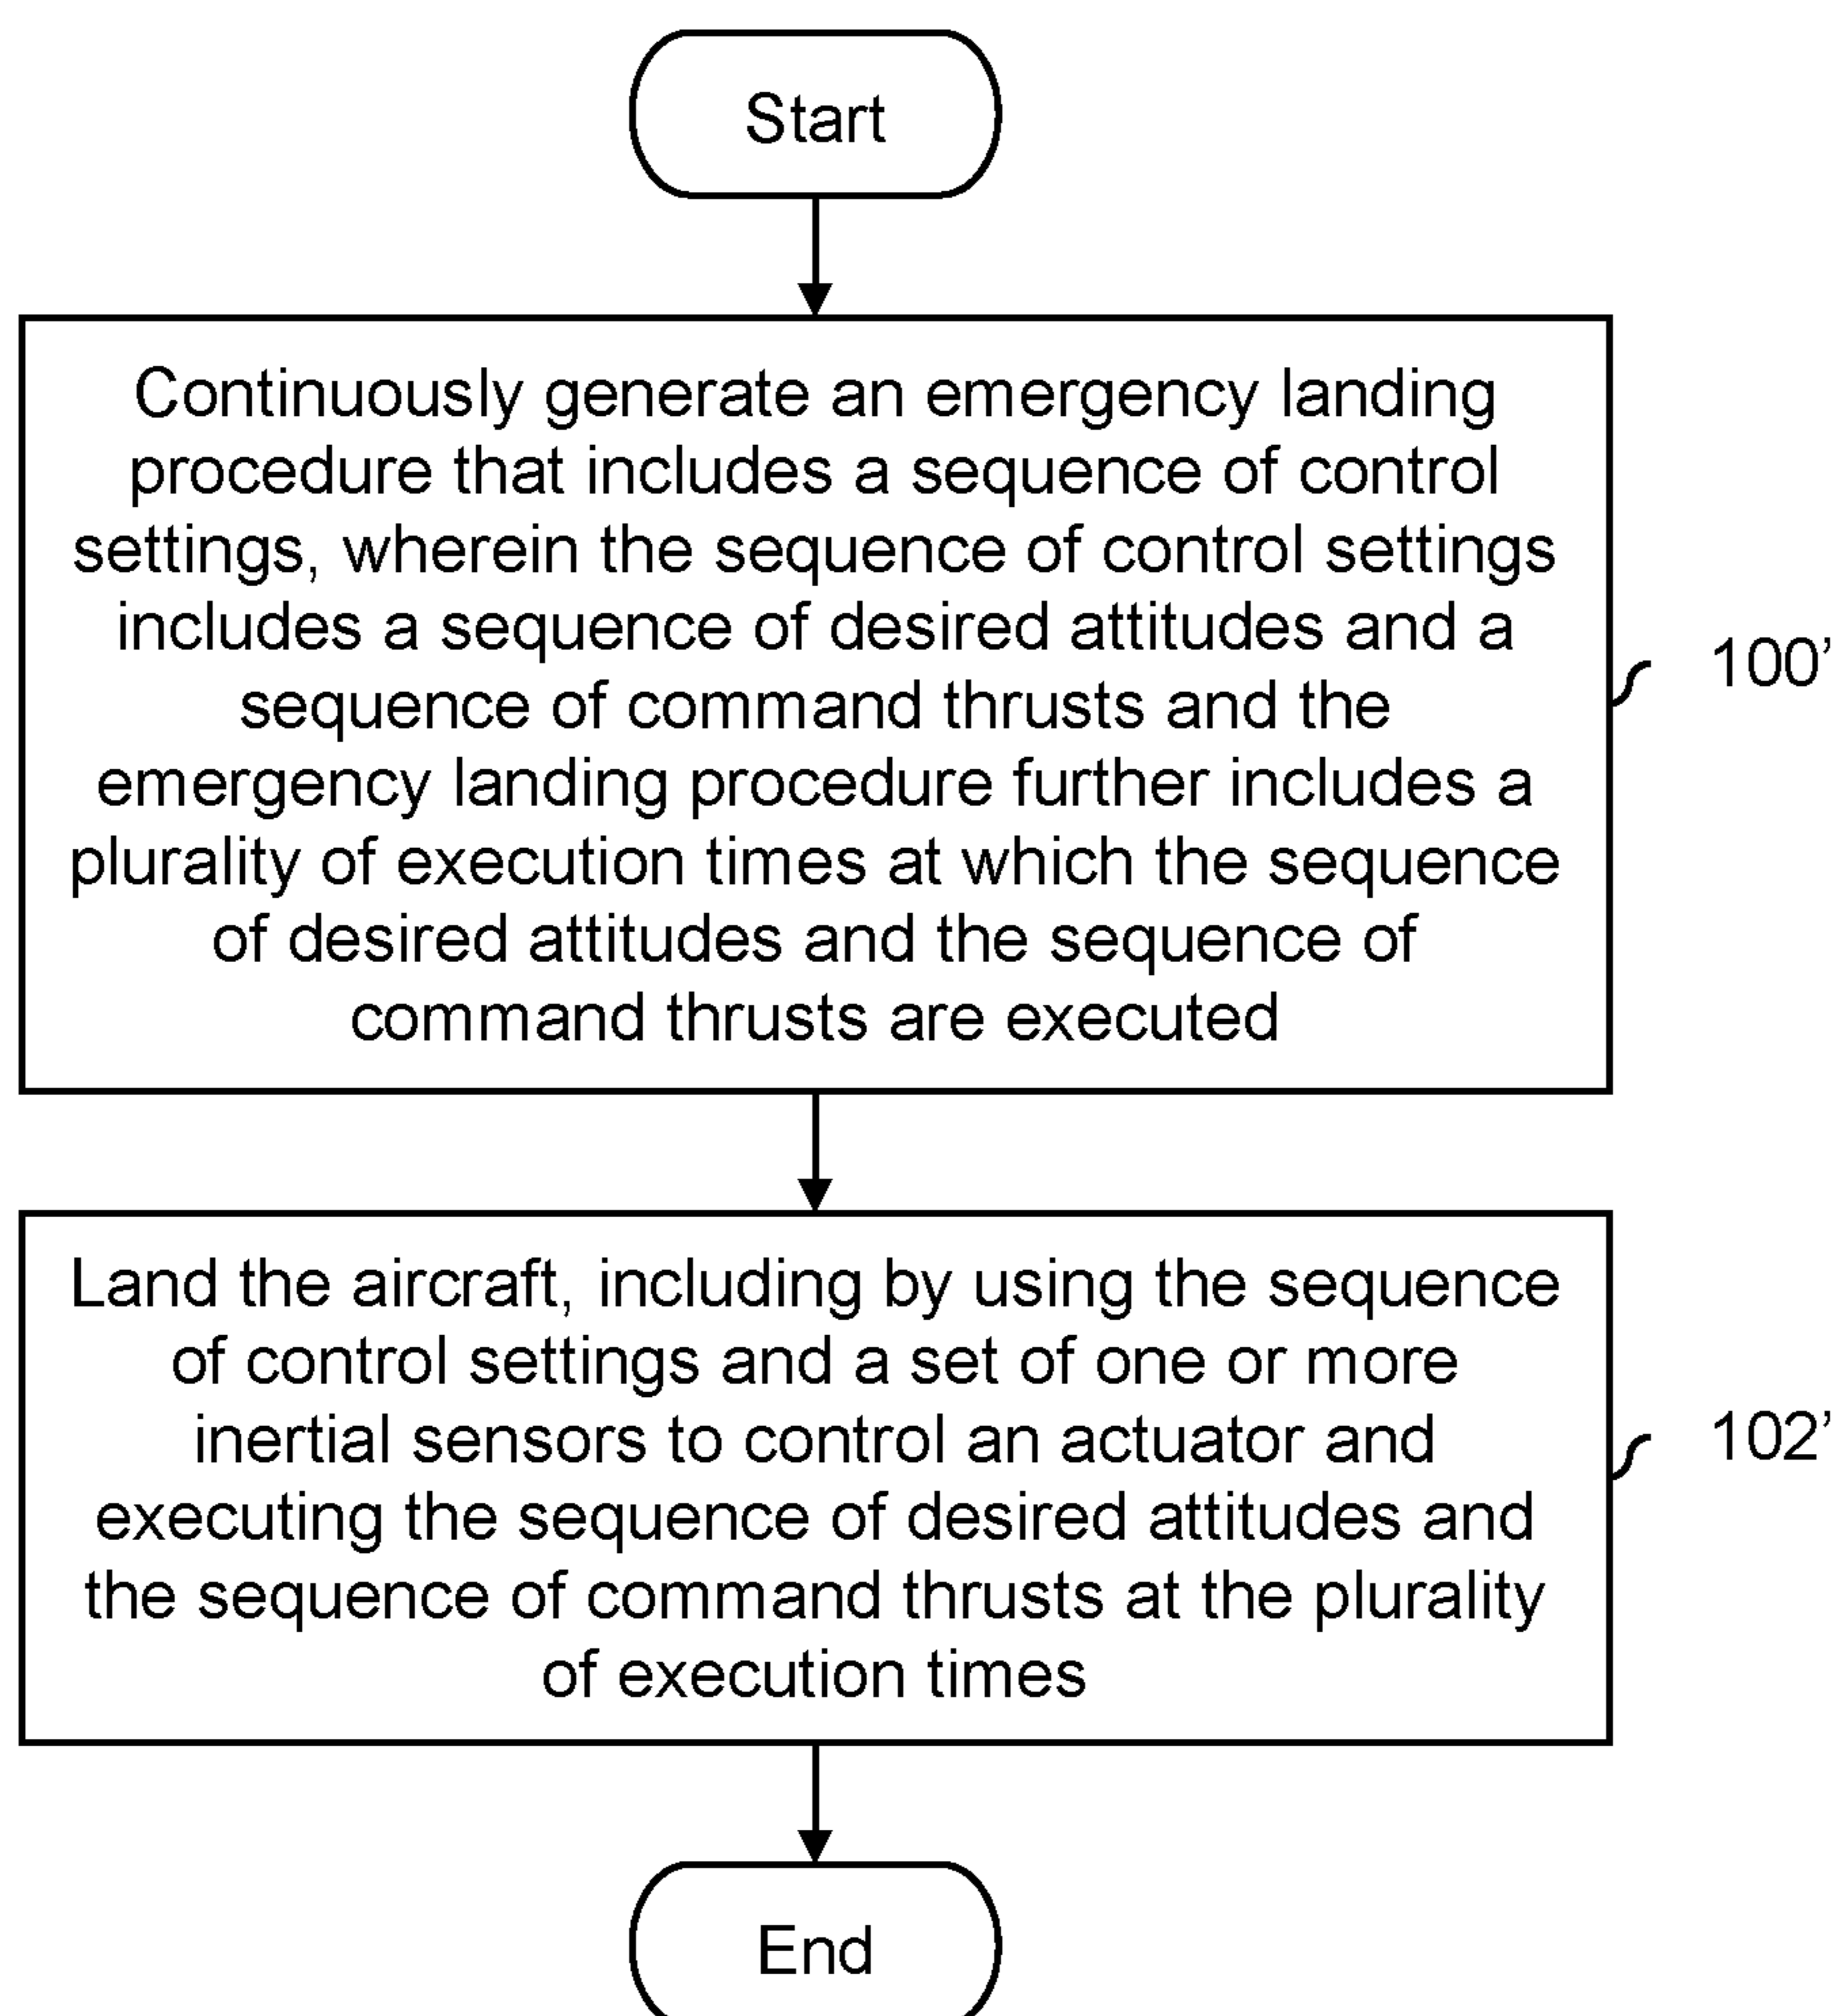 Start
Continuously generate an emergency landing
procedure that includes a sequence of control
settings, wherein the sequence of control settings
includes a sequence of desired attitudes and a
sequence of command thrusts and the
emergency landing procedure further includes a
plurality of execution times at which the sequence
of desired attitudes and the sequence of
command thrusts are executed
100’
Land the aircraft, including by using the sequence
of control settings and a set of one or more
inertial sensors to control an actuator and
executing the sequence of desired attitudes and
the sequence of command thrusts at the plurality
of execution times
102’
End